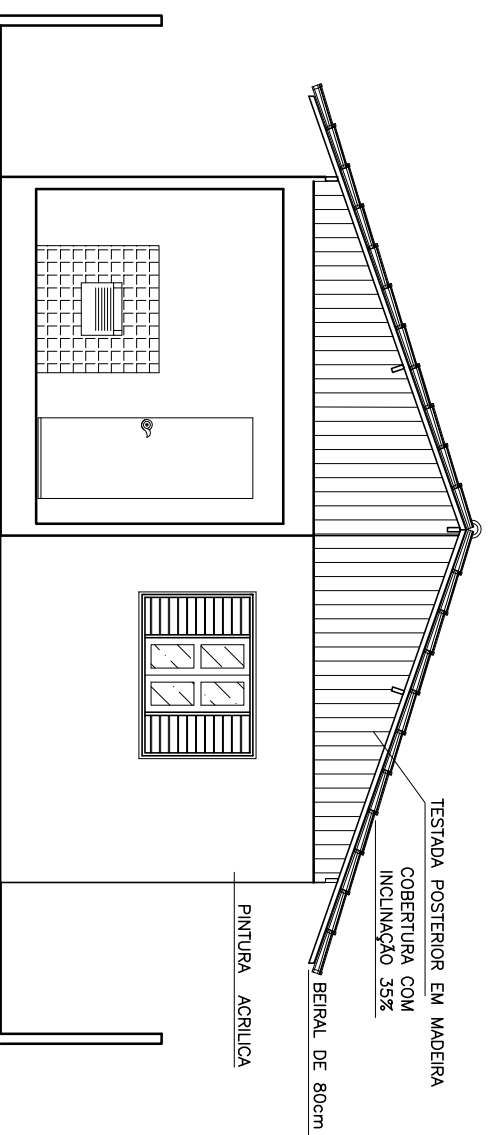 TESTADA POSTERIOR EM MADEIRA
COBERTURA COM
INCLINAÇÃO 35%
BEIRAL DE 80cm
PINTURA ACRILICA